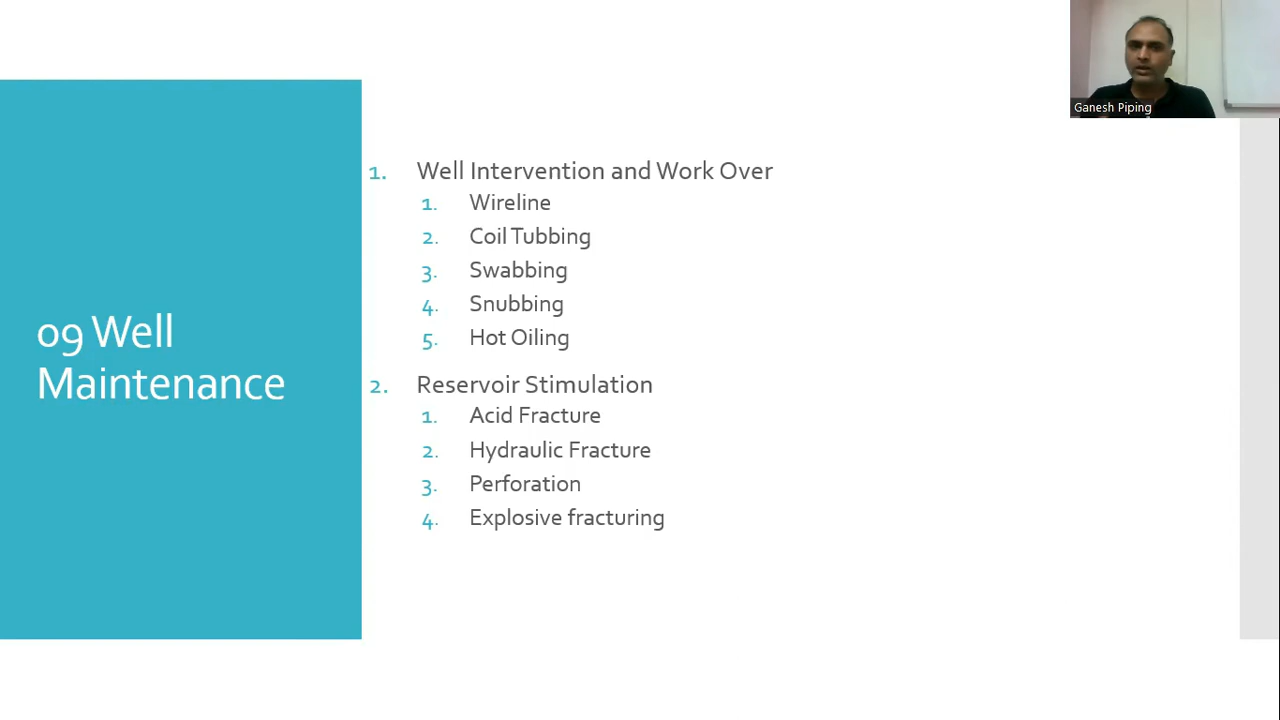 Ganesh Piping
09 Well
Maintenance
1. Well Intervention and Work Over
1. Wireline
2. Coil Tubbing
3. Swabbing
4. Snubbing
5. Hot Oiling
2. Reservoir Stimulation
1. Acid Fracture
2. Hydraulic Fracture
3. Perforation
4. Explosive fracturing